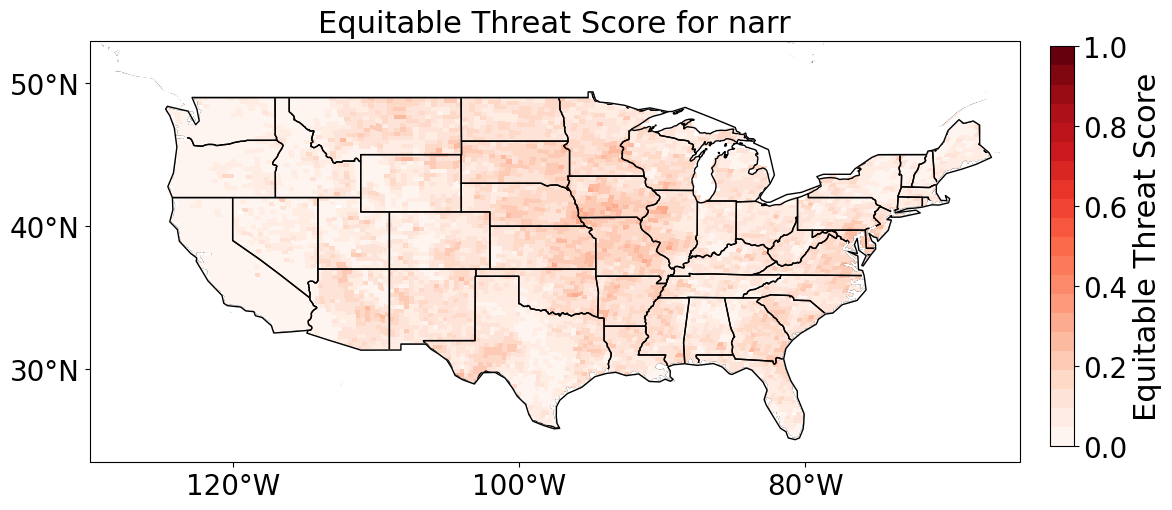 Equitable Threat Score for narr
50°N
40°N
30°N
120°W
100°W
80°W
1.0
0.8
0.6
0.4
0.2
0.0
Equitable Threat Score